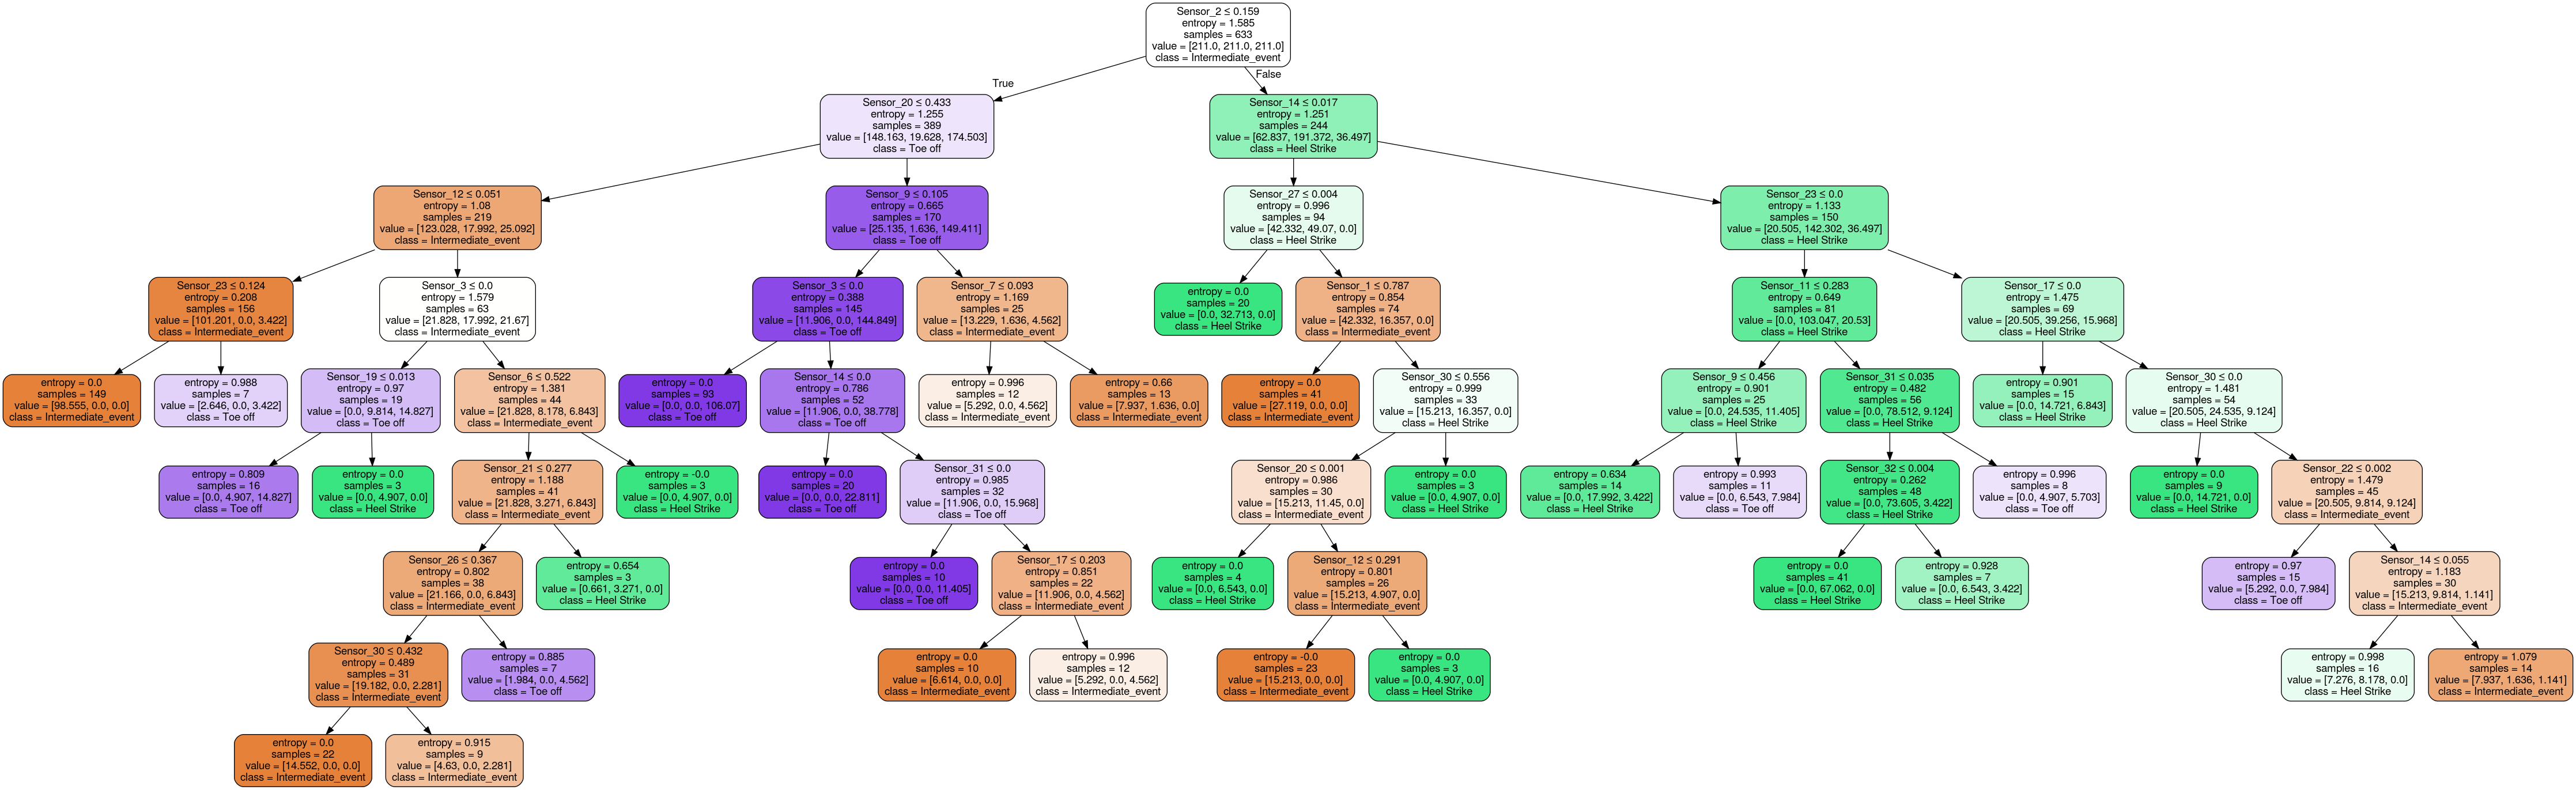 Sensor_2 ≤ 0.159
entropy = 1.585
samples = 633
value = [211.0, 211.0, 211.0]
class = Intermediate_event
True
False
Sensor_20 ≤ 0.433
entropy = 1.255
samples = 389
value = [148.163, 19.628, 174.503]
class = Toe off
Sensor_14 ≤ 0.017
entropy = 1.251
samples = 244
value = [62.837, 191.372, 36.497]
class = Heel Strike
Sensor_12 ≤ 0.051
entropy = 1.08
samples = 219
value = [123.028, 17.992, 25.092]
class = Intermediate_event
Sensor_9 ≤ 0.105
entropy = 0.665
samples = 170
value = [25.135, 1.636, 149.411]
class = Toe off
Sensor_27 ≤ 0.004
entropy = 0.996
samples = 94
value = [42.332, 49.07, 0.0]
class = Heel Strike
Sensor_23 ≤ 0.0
entropy = 1.133
samples = 150
value = [20.505, 142.302, 36.497]
class = Heel Strike
Sensor_23 ≤ 0.124
entropy = 0.208
samples = 156
value = [101.201, 0.0, 3.422]
class = Intermediate_event
Sensor_3 ≤ 0.0
entropy = 1.579
samples = 63
value = [21.828, 17.992, 21.67]
class = Intermediate_event
Sensor_3 ≤ 0.0
entropy = 0.388
samples = 145
value = [11.906, 0.0, 144.849]
class = Toe off
Sensor_7 ≤ 0.093
entropy = 1.169
samples = 25
value = [13.229, 1.636, 4.562]
class = Intermediate_event
entropy = 0.0
samples = 20
value = [0.0, 32.713, 0.0]
class = Heel Strike
Sensor_1 ≤ 0.787
entropy = 0.854
samples = 74
value = [42.332, 16.357, 0.0]
class = Intermediate_event
Sensor_11 ≤ 0.283
entropy = 0.649
samples = 81
value = [0.0, 103.047, 20.53]
class = Heel Strike
Sensor_17 ≤ 0.0
entropy = 1.475
samples = 69
value = [20.505, 39.256, 15.968]
class = Heel Strike
entropy = 0.0
samples = 149
value = [98.555, 0.0, 0.0]
class = Intermediate_event
entropy = 0.988
samples = 7
value = [2.646, 0.0, 3.422]
class = Toe off
Sensor_19 ≤ 0.013
entropy = 0.97
samples = 19
value = [0.0, 9.814, 14.827]
class = Toe off
Sensor_6 ≤ 0.522
entropy = 1.381
samples = 44
value = [21.828, 8.178, 6.843]
class = Intermediate_event
entropy = 0.0
samples = 93
value = [0.0, 0.0, 106.07]
class = Toe off
Sensor_14 ≤ 0.0
entropy = 0.786
samples = 52
value = [11.906, 0.0, 38.778]
class = Toe off
entropy = 0.996
samples = 12
value = [5.292, 0.0, 4.562]
class = Intermediate_event
entropy = 0.66
samples = 13
value = [7.937, 1.636, 0.0]
class = Intermediate_event
entropy = 0.0
samples = 41
value = [27.119, 0.0, 0.0]
class = Intermediate_event
Sensor_30 ≤ 0.556
entropy = 0.999
samples = 33
value = [15.213, 16.357, 0.0]
class = Heel Strike
Sensor_9 ≤ 0.456
entropy = 0.901
samples = 25
value = [0.0, 24.535, 11.405]
class = Heel Strike
Sensor_31 ≤ 0.035
entropy = 0.482
samples = 56
value = [0.0, 78.512, 9.124]
class = Heel Strike
entropy = 0.901
samples = 15
value = [0.0, 14.721, 6.843]
class = Heel Strike
Sensor_30 ≤ 0.0
entropy = 1.481
samples = 54
value = [20.505, 24.535, 9.124]
class = Heel Strike
entropy = 0.809
samples = 16
value = [0.0, 4.907, 14.827]
class = Toe off
entropy = 0.0
samples = 3
value = [0.0, 4.907, 0.0]
class = Heel Strike
Sensor_21 ≤ 0.277
entropy = 1.188
samples = 41
value = [21.828, 3.271, 6.843]
class = Intermediate_event
entropy = -0.0
samples = 3
value = [0.0, 4.907, 0.0]
class = Heel Strike
entropy = 0.0
samples = 20
value = [0.0, 0.0, 22.811]
class = Toe off
Sensor_31 ≤ 0.0
entropy = 0.985
samples = 32
value = [11.906, 0.0, 15.968]
class = Toe off
Sensor_20 ≤ 0.001
entropy = 0.986
samples = 30
value = [15.213, 11.45, 0.0]
class = Intermediate_event
entropy = 0.0
samples = 3
value = [0.0, 4.907, 0.0]
class = Heel Strike
entropy = 0.634
samples = 14
value = [0.0, 17.992, 3.422]
class = Heel Strike
entropy = 0.993
samples = 11
value = [0.0, 6.543, 7.984]
class = Toe off
Sensor_32 ≤ 0.004
entropy = 0.262
samples = 48
value = [0.0, 73.605, 3.422]
class = Heel Strike
entropy = 0.996
samples = 8
value = [0.0, 4.907, 5.703]
class = Toe off
entropy = 0.0
samples = 9
value = [0.0, 14.721, 0.0]
class = Heel Strike
Sensor_22 ≤ 0.002
entropy = 1.479
samples = 45
value = [20.505, 9.814, 9.124]
class = Intermediate_event
Sensor_26 ≤ 0.367
entropy = 0.802
samples = 38
value = [21.166, 0.0, 6.843]
class = Intermediate_event
entropy = 0.654
samples = 3
value = [0.661, 3.271, 0.0]
class = Heel Strike
entropy = 0.0
samples = 10
value = [0.0, 0.0, 11.405]
class = Toe off
Sensor_17 ≤ 0.203
entropy = 0.851
samples = 22
value = [11.906, 0.0, 4.562]
class = Intermediate_event
entropy = 0.0
samples = 4
value = [0.0, 6.543, 0.0]
class = Heel Strike
Sensor_12 ≤ 0.291
entropy = 0.801
samples = 26
value = [15.213, 4.907, 0.0]
class = Intermediate_event
entropy = 0.0
samples = 41
value = [0.0, 67.062, 0.0]
class = Heel Strike
entropy = 0.928
samples = 7
value = [0.0, 6.543, 3.422]
class = Heel Strike
entropy = 0.97
samples = 15
value = [5.292, 0.0, 7.984]
class = Toe off
Sensor_14 ≤ 0.055
entropy = 1.183
samples = 30
value = [15.213, 9.814, 1.141]
class = Intermediate_event
Sensor_30 ≤ 0.432
entropy = 0.489
samples = 31
value = [19.182, 0.0, 2.281]
class = Intermediate_event
entropy = 0.885
samples = 7
value = [1.984, 0.0, 4.562]
class = Toe off
entropy = 0.0
samples = 10
value = [6.614, 0.0, 0.0]
class = Intermediate_event
entropy = 0.996
samples = 12
value = [5.292, 0.0, 4.562]
class = Intermediate_event
entropy = -0.0
samples = 23
value = [15.213, 0.0, 0.0]
class = Intermediate_event
entropy = 0.0
samples = 3
value = [0.0, 4.907, 0.0]
class = Heel Strike
entropy = 0.998
samples = 16
value = [7.276, 8.178, 0.0]
class = Heel Strike
entropy = 1.079
samples = 14
value = [7.937, 1.636, 1.141]
class = Intermediate_event
entropy = 0.0
samples = 22
value = [14.552, 0.0, 0.0]
class = Intermediate_event
entropy = 0.915
samples = 9
value = [4.63, 0.0, 2.281]
class = Intermediate_event